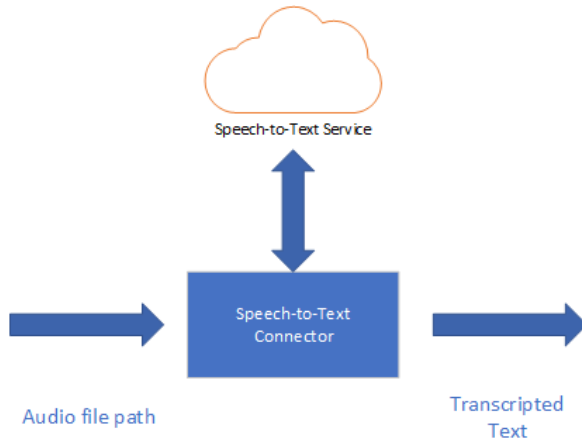 Speech-to-Text Service
Speech-to-Text
Connector
Audio file path
Transcripted
Text